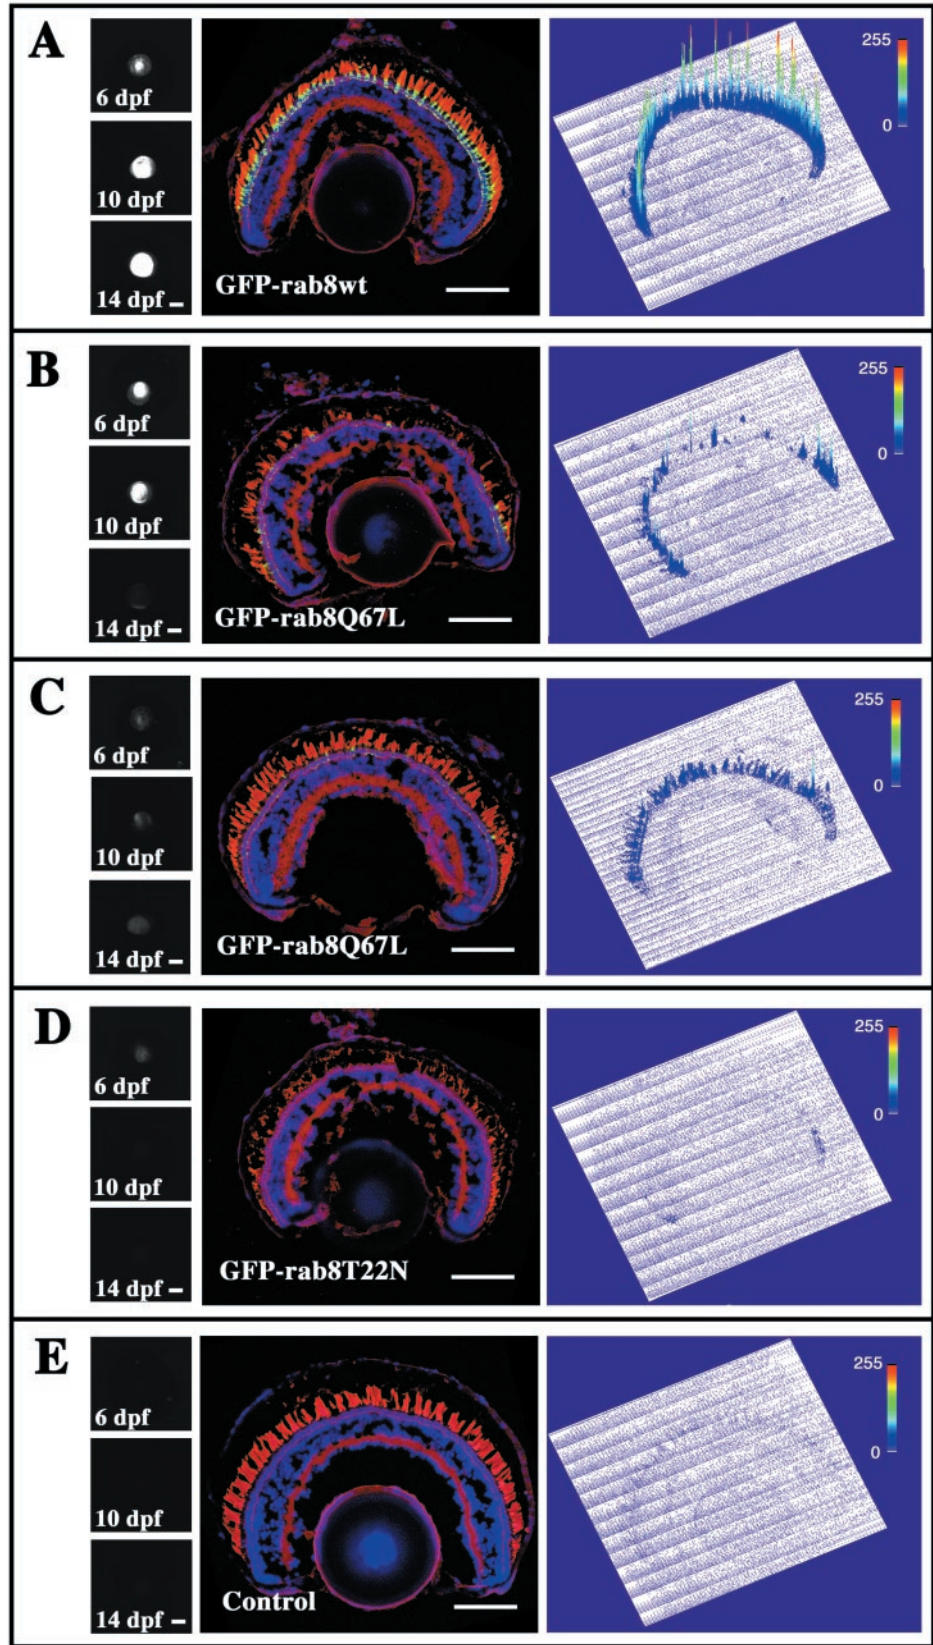 A
6 dpf
10 dpf
14 dpf
GFP-rab8wt
255
0
B
6 dpf
10 dpf
14 dpf
GFP-rab8Q67L
255
0
C
6 dpf
10 dpf
14 dpf
GFP-rab8Q67L
255
0
D
6 dpf
10 dpf
14 dpf
GFP-rab8T22N
255
0
E
6 dpf
10 dpf
14 dpf
Control
255
0